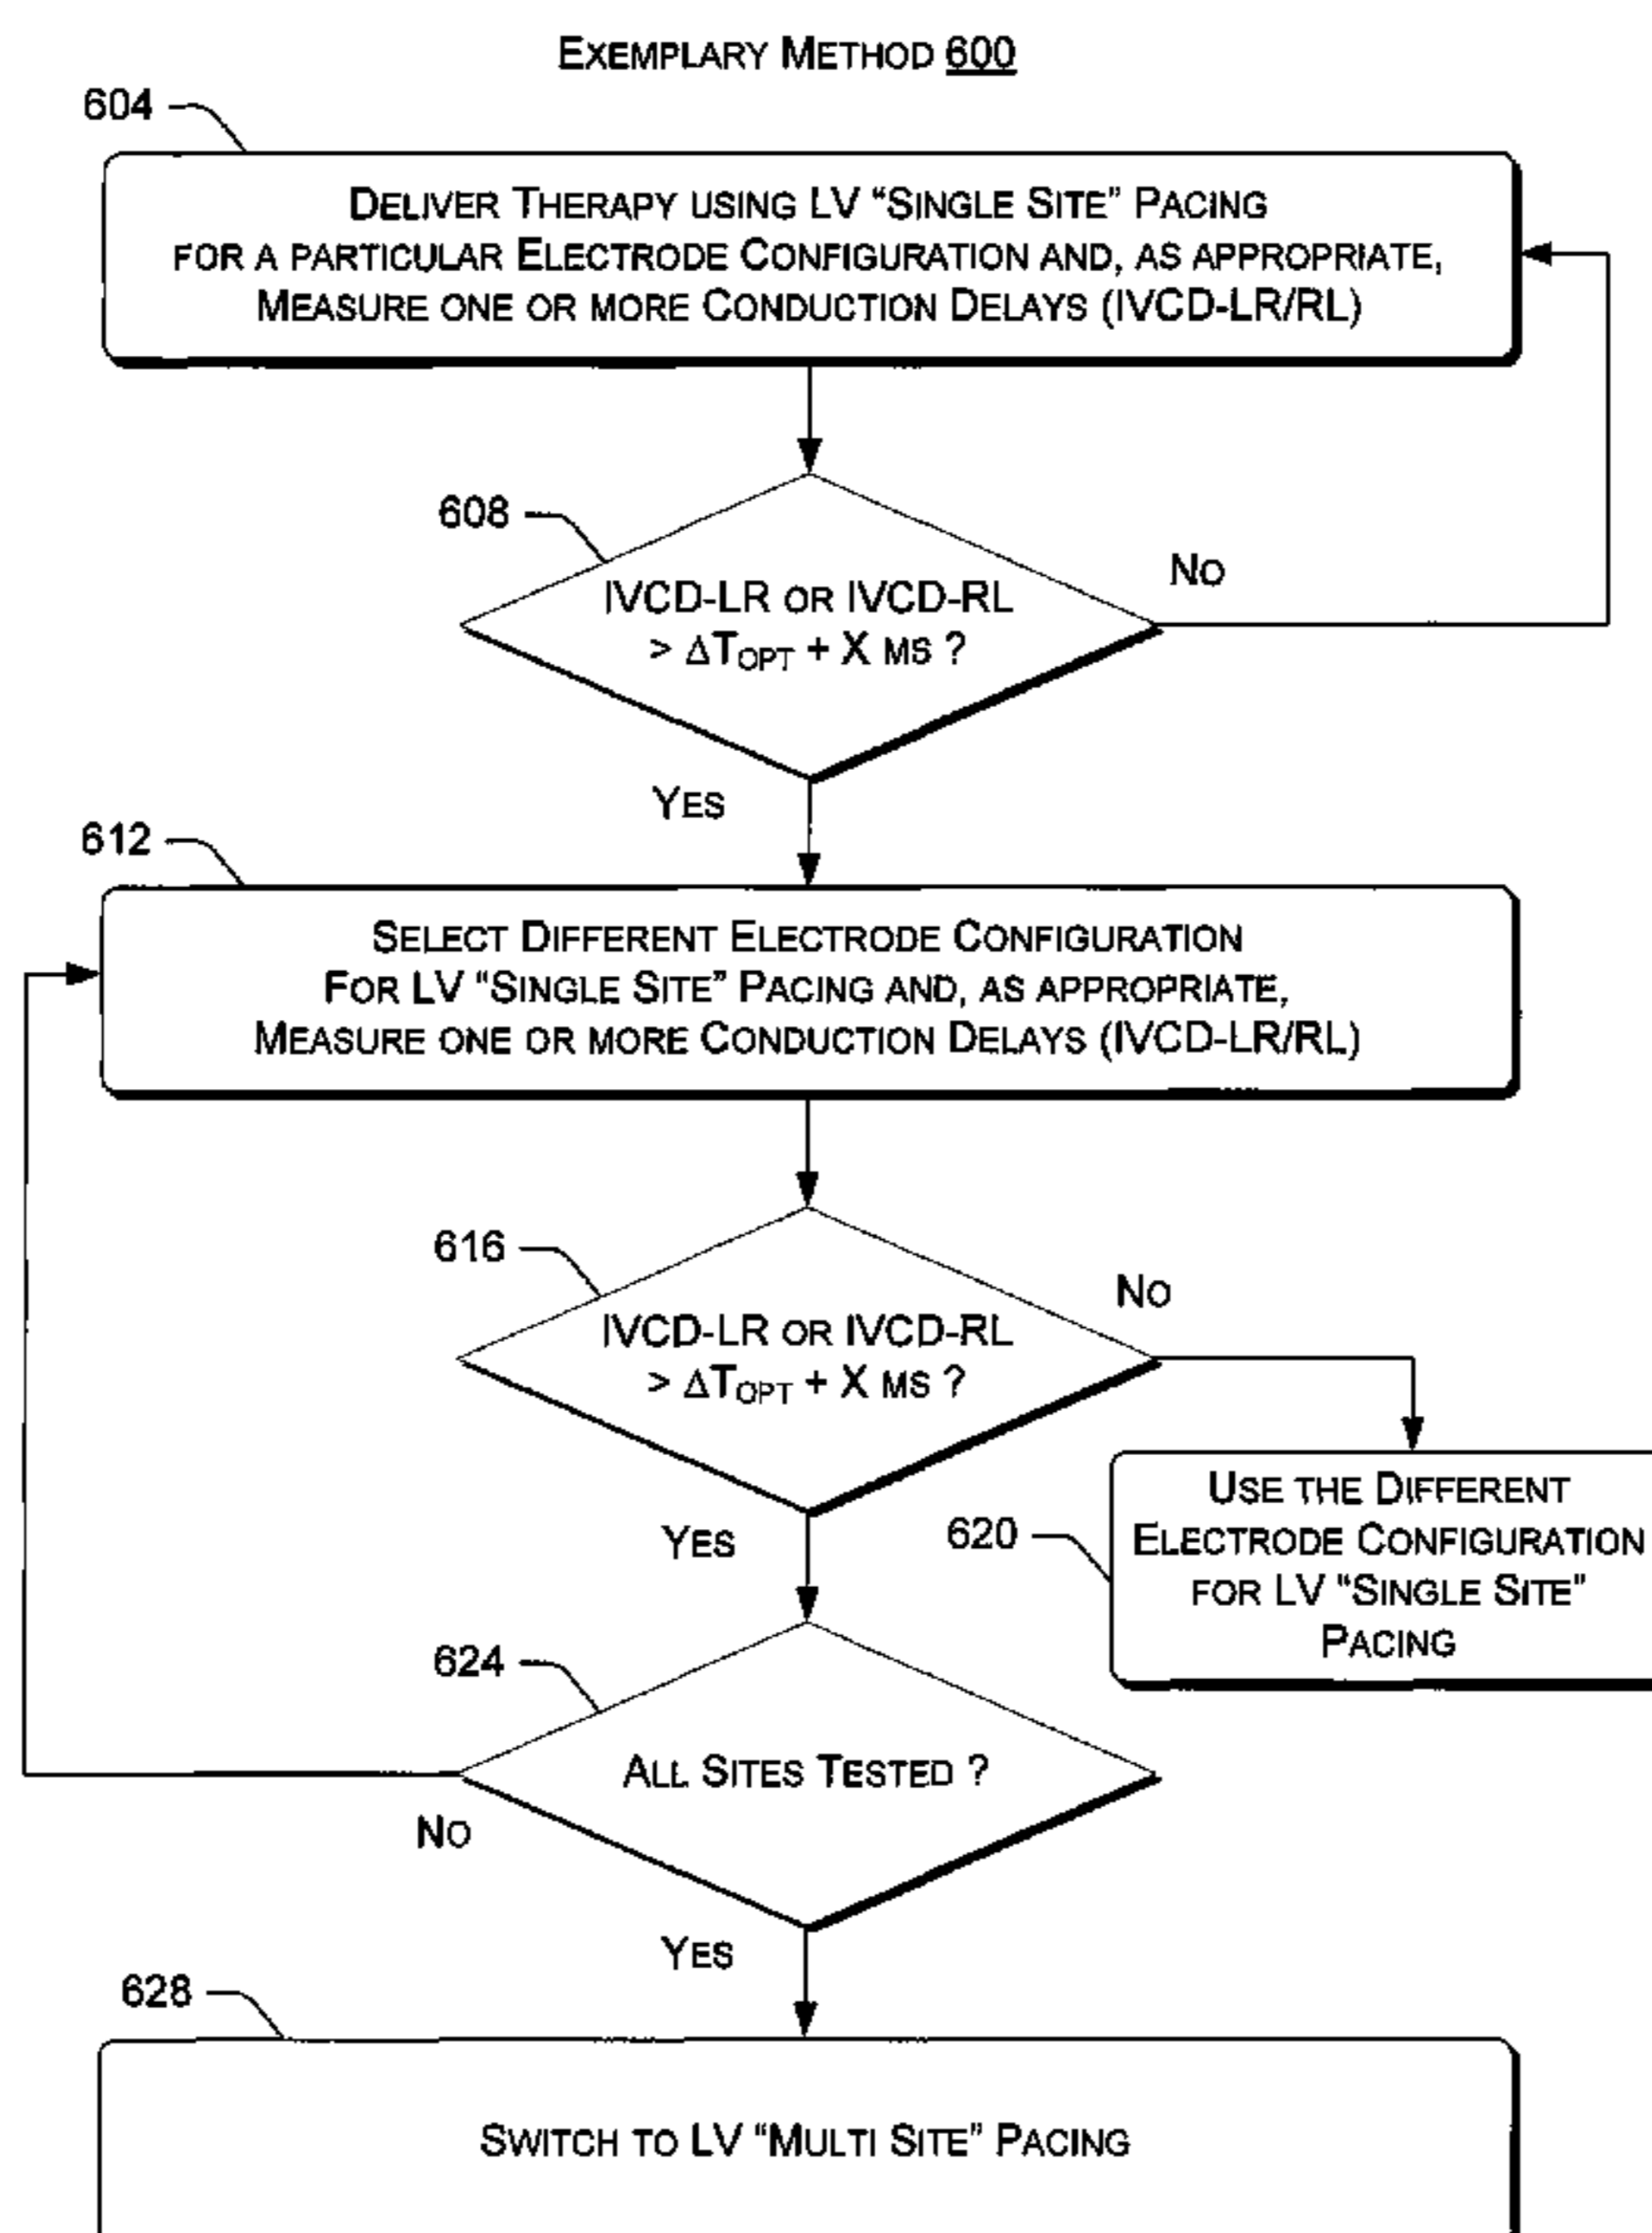 EXEMPLARY METHOD 600
604
DELIVER THERAPY USING LV "SINGLE SITE" PACING
FOR A PARTICULAR ELECTRODE CONFIGURATION AND, AS APPROPRIATE,
MEASURE ONE OR MORE CONDUCTION DELAYS (IVCD-LR/RL)
608
IVCD-LR OR IVCD-RL
> ΔTOPT + X MS ?
NO
YES
612
SELECT DIFFERENT ELECTRODE CONFIGURATION
FOR LV "SINGLE SITE" PACING AND, AS APPROPRIATE,
MEASURE ONE OR MORE CONDUCTION DELAYS (IVCD-LR/RL)
616
IVCD-LR OR IVCD-RL
> ΔTOPT + X MS ?
NO
YES
620
USE THE DIFFERENT
ELECTRODE CONFIGURATION
FOR LV "SINGLE SITE"
PACING
624
ALL SITES TESTED ?
NO
YES
628
SWITCH TO LV "MULTI SITE" PACING